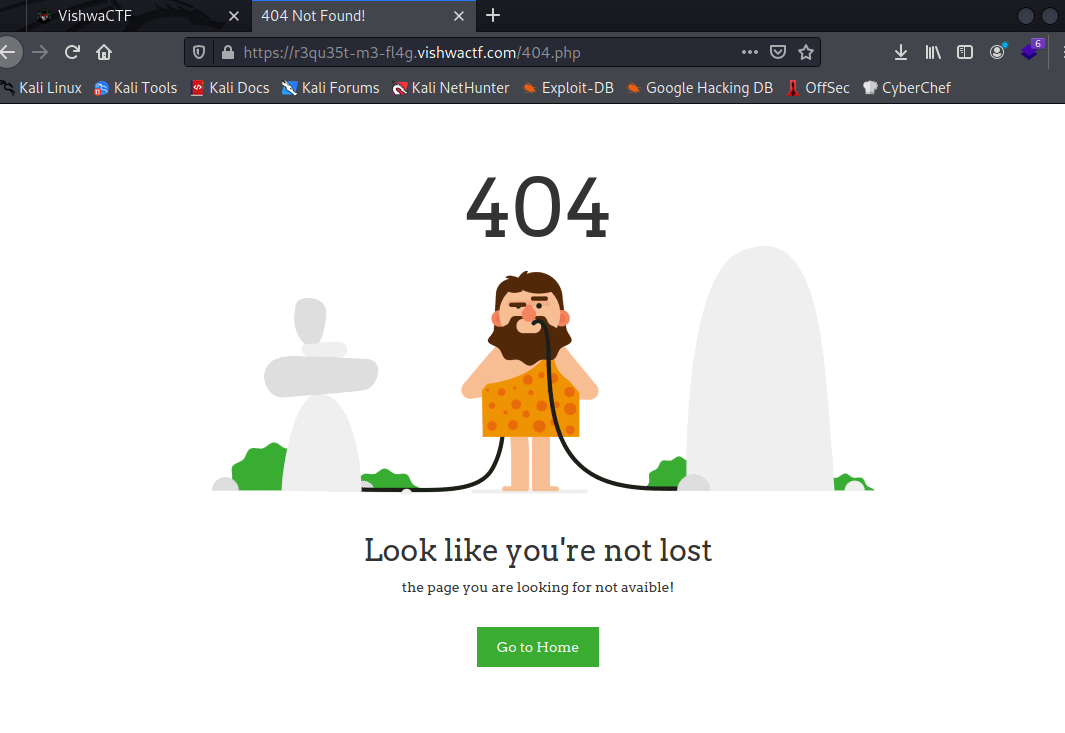 VishwaCTF
404 Not Found!
https://r3qu35t-m3-fl4g.vishwactf.com/404.php
6
Kali Linux Kali Tools Kali Docs Kali Forums Kali NetHunter Exploit-DB Google Hacking DB OffSec CyberChef
404
Look like you're not lost
the page you are looking for not avaible!
Go to Home